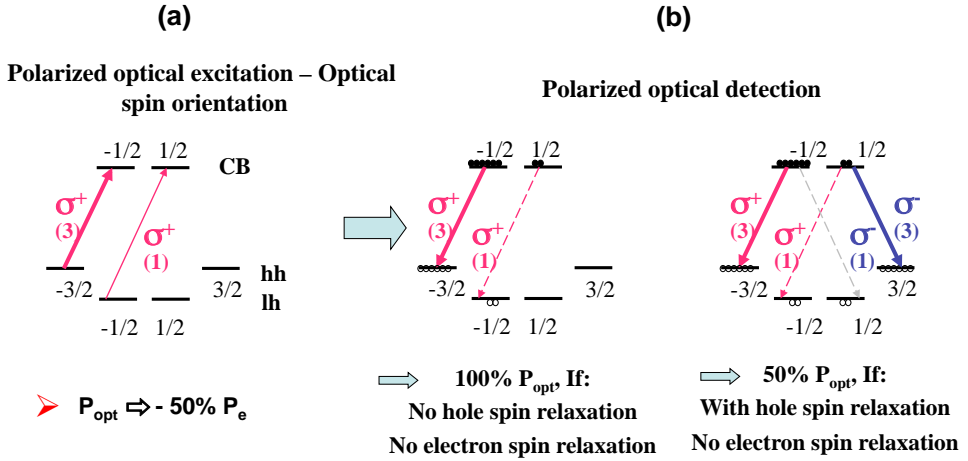 (a)
Polarized optical excitation – Optical
spin orientation
-1/2 1/2
CB
σ+
(3)
σ+
(1)
hh
-3/2
3/2
lh
-1/2 1/2
➢ Popt ⇨ - 50% Pe
(b)
Polarized optical detection
-1/2 1/2
σ+
(3)
σ+
(1)
-3/2
3/2
-1/2 1/2
100% Popt, If:
No hole spin relaxation
No electron spin relaxation
-1/2 1/2
σ+
(3)
σ+
(1)
σ-
(1)
σ-
(3)
-3/2
3/2
-1/2 1/2
50% Popt, If:
With hole spin relaxation
No electron spin relaxation